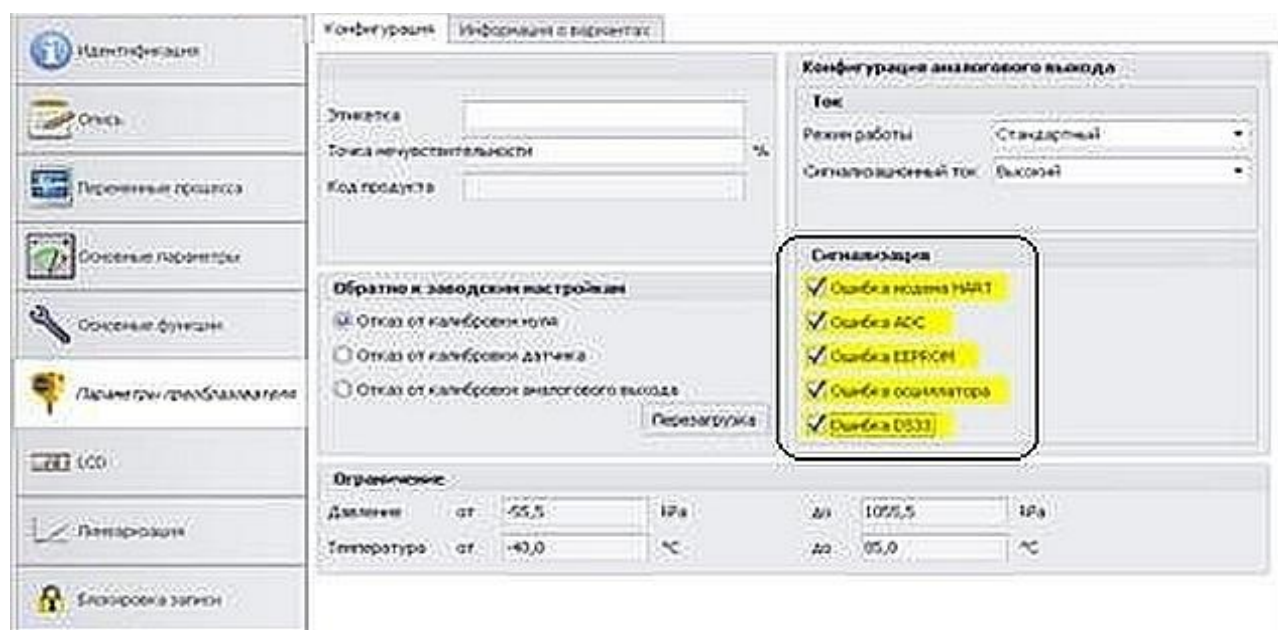 Идентификация
Опись
Переменные процесса
Основные параметры
Основные функции
Параметры преобразователя
LCD
Линеаризация
Блокировка записи
Конфигурация
Информация о вариантах
Этикетка
Точка нечувствительности %
Код продукта
Обратно к заводским настройкам
Отказ от калибровки нуля
Отказ от калибровки датчика
Отказ от калибровки аналогового выхода
Перезагрузка
Конфигурация аналогового выхода
Ток
Режим работы Стандартный
Сигнализационный ток Высокий
Сигнализация
Ошибка модема HART
Ошибка ADC
Ошибка EEPROM
Ошибка осциллятора
Ошибка DS33
Ограничение
Давление от -55,5 kPa до 1055,5 kPa
Температура от -40,0 °C до 85,0 °C